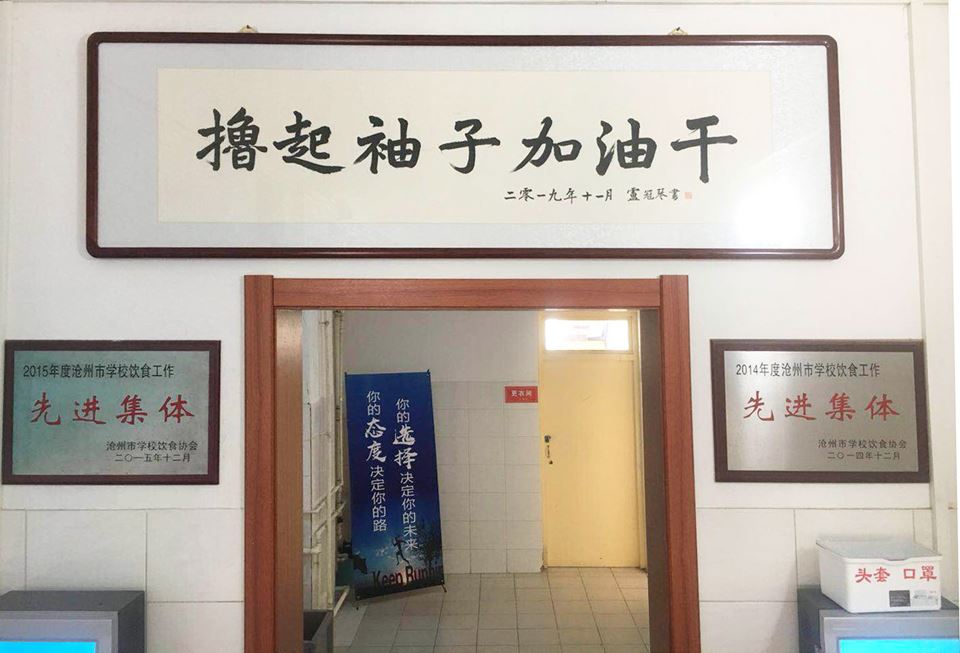 撸起袖子加油干
二零一九年十一月
冠琴書
2015年度沧州市学校饮食工作
先进集体
沧州市学校饮食协会
二〇一五年十二月
你的选择决定你的未来
你的态度决定你的路
Keep Runni
更衣间
2014年度沧州市学校饮食工作
先进集体
沧州市学校饮食协会
二〇一四年十二月
头套 口罩